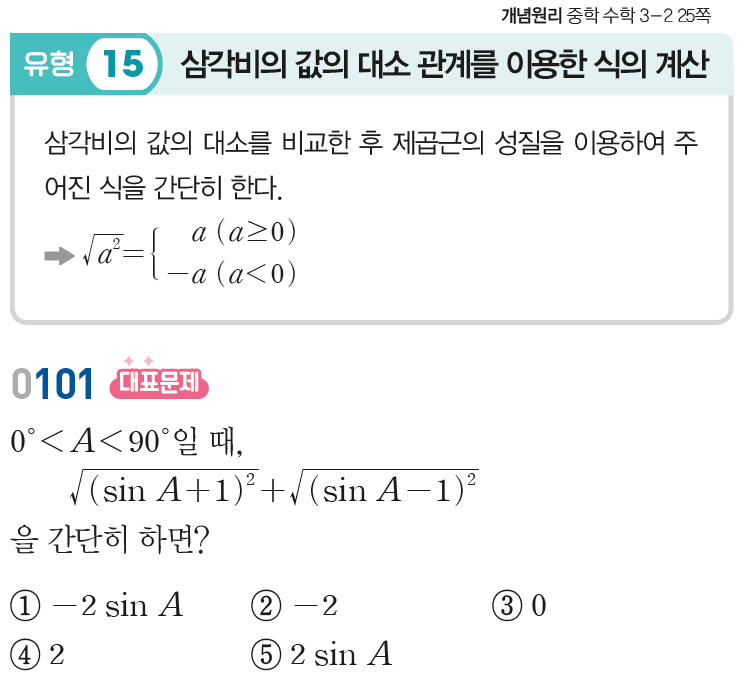 개념원리 중학 수학 3-2 25쪽
유형 15 삼각비의 값의 대소 관계를 이용한 식의 계산
삼각비의 값의 대소를 비교한 후 제곱근의 성질을 이용하여 주
어진 식을 간단히 한다.
➡ √(a²)={ a (a≥0)
-a (a<0)
0101 대표문제
0°<A<90°일 때,
√((sin A+1)²)+√((sin A-1)²)
을 간단히 하면?
① -2 sin A ② -2 ③ 0
④ 2 ⑤ 2 sin A